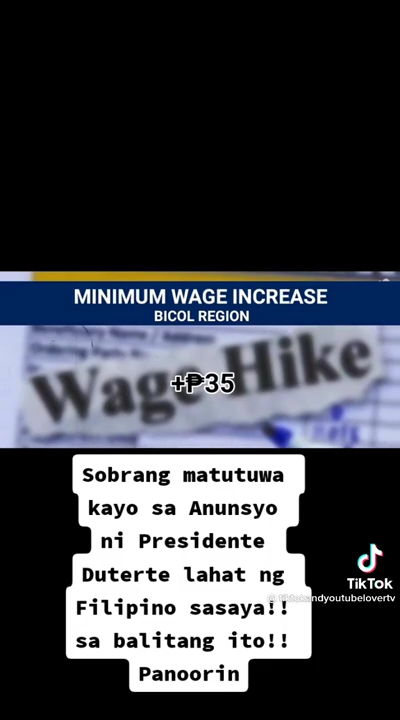 MINIMUM WAGE INCREASE
BICOL REGION
Wage Hike
+₱35
Sobrang matutuwa
kayo sa Anunsyo
ni Presidente
Duterte lahat ng
Filipino sasaya!!
sa balitang ito!!
Panoorin
TikTok
@tiktokandyoutubelovertv